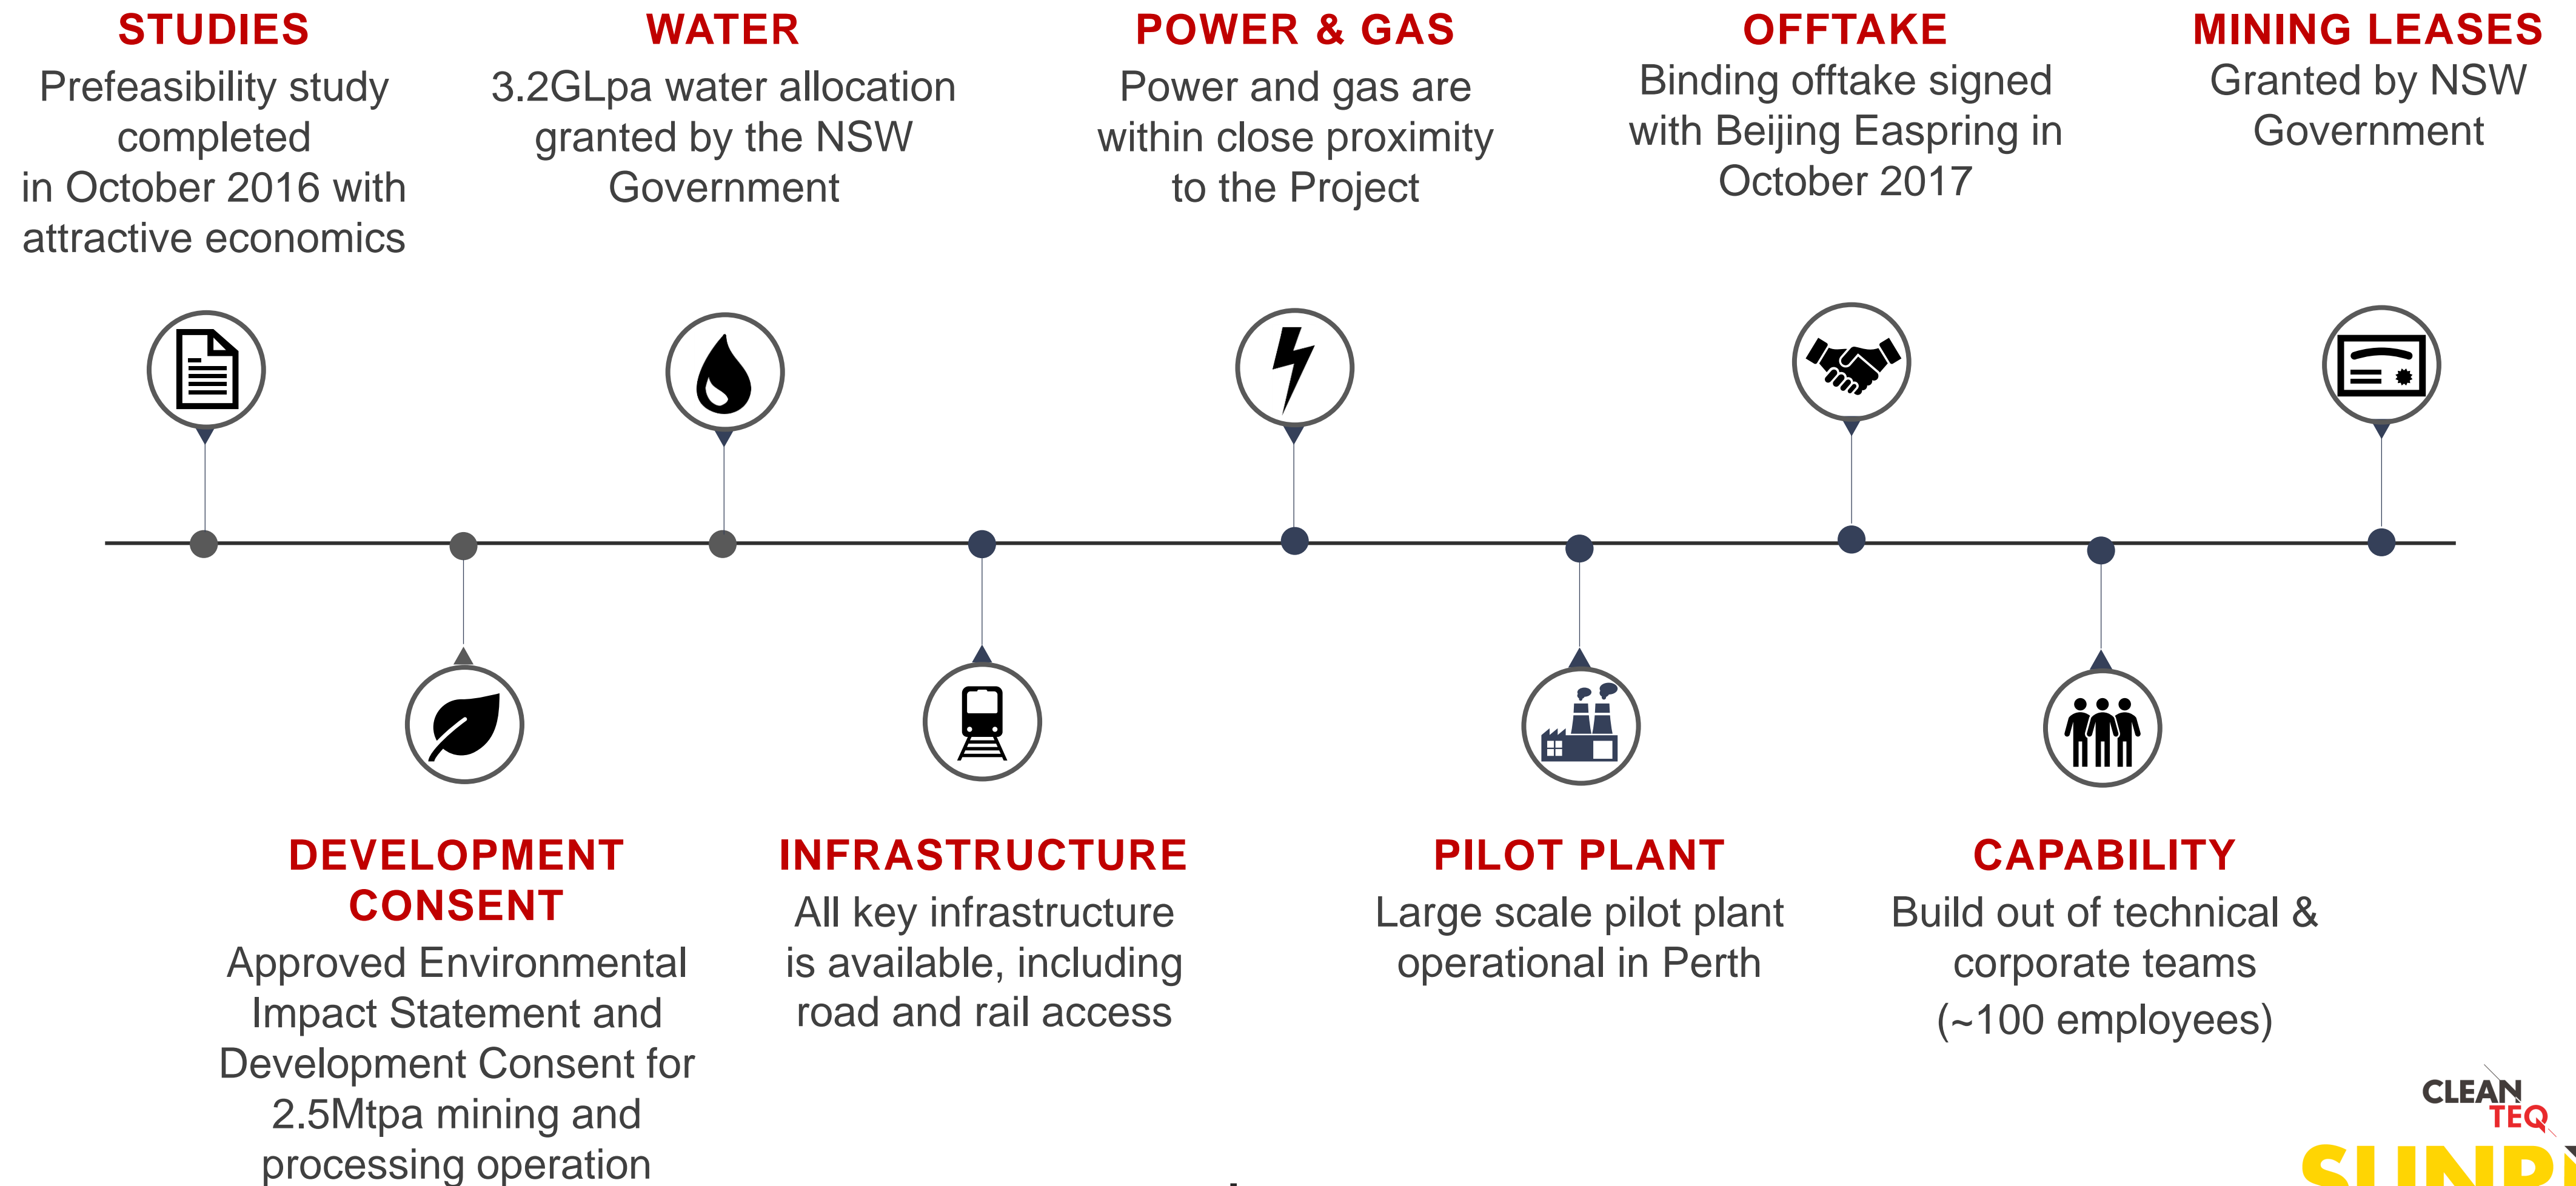 STUDIES
Prefeasibility study
completed
in October 2016 with
attractive economics
WATER
3.2GLpa water allocation
granted by the NSW
Government
POWER & GAS
Power and gas are
within close proximity
to the Project
OFFTAKE
Binding offtake signed
with Beijing Easpring in
October 2017
MINING LEASES
Granted by NSW
Government
DEVELOPMENT
CONSENT
Approved Environmental
Impact Statement and
Development Consent for
2.5Mtpa mining and
processing operation
INFRASTRUCTURE
All key infrastructure
is available, including
road and rail access
PILOT PLANT
Large scale pilot plant
operational in Perth
CAPABILITY
Build out of technical &
corporate teams
(~100 employees)
CLEAN
TEQ